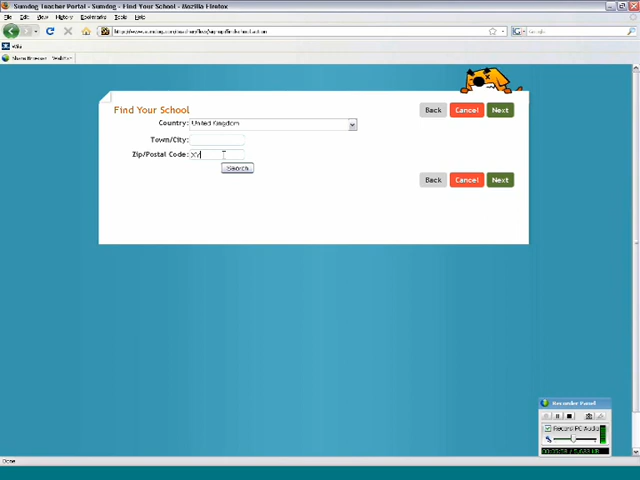 Sumdog Teacher Portal - Sumdog - Find Your School - Mozilla Firefox
File Edit View History Bookmarks Tools Help
Find Your School
Back Cancel Next
Country: United Kingdom
Town/City:
Zip/Postal Code: XY
Search
Back Cancel Next
Recorder Panel
Record PC Audio
Done